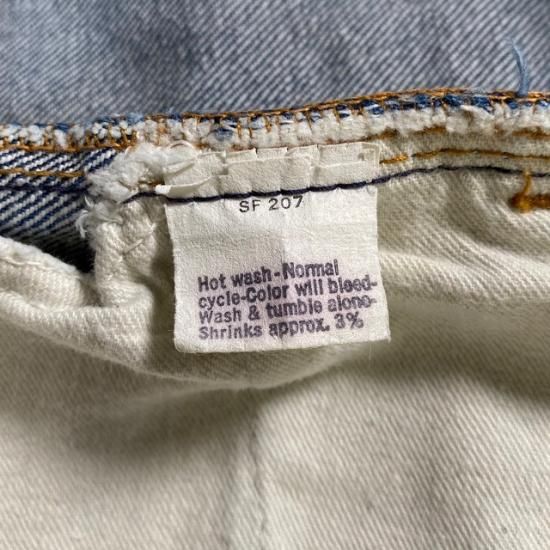 SF 207
Hot wash-Normal
cycle-Color will bleed-
Wash & tumble alone-
Shrinks approx. 3%